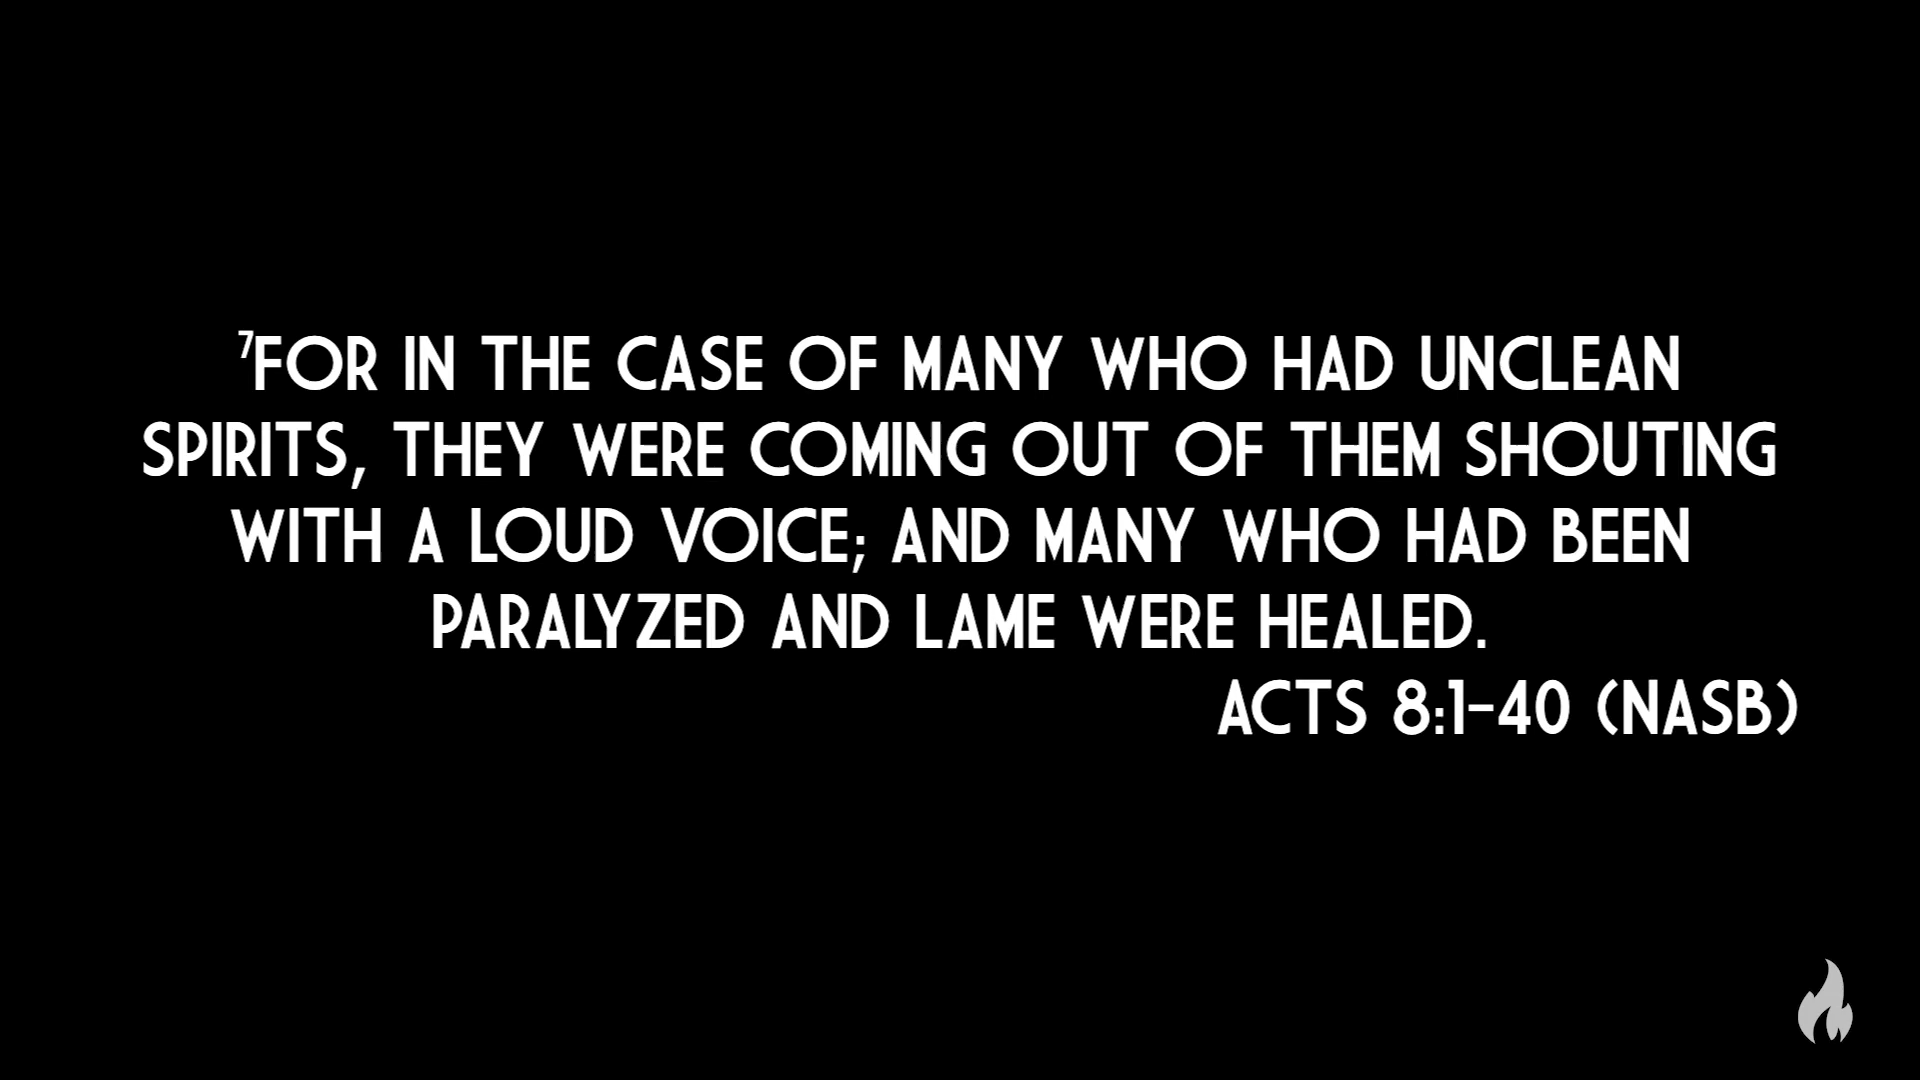 ⁷FOR IN THE CASE OF MANY WHO HAD UNCLEAN
SPIRITS, THEY WERE COMING OUT OF THEM SHOUTING
WITH A LOUD VOICE; AND MANY WHO HAD BEEN
PARALYZED AND LAME WERE HEALED.
ACTS 8:1-40 (NASB)